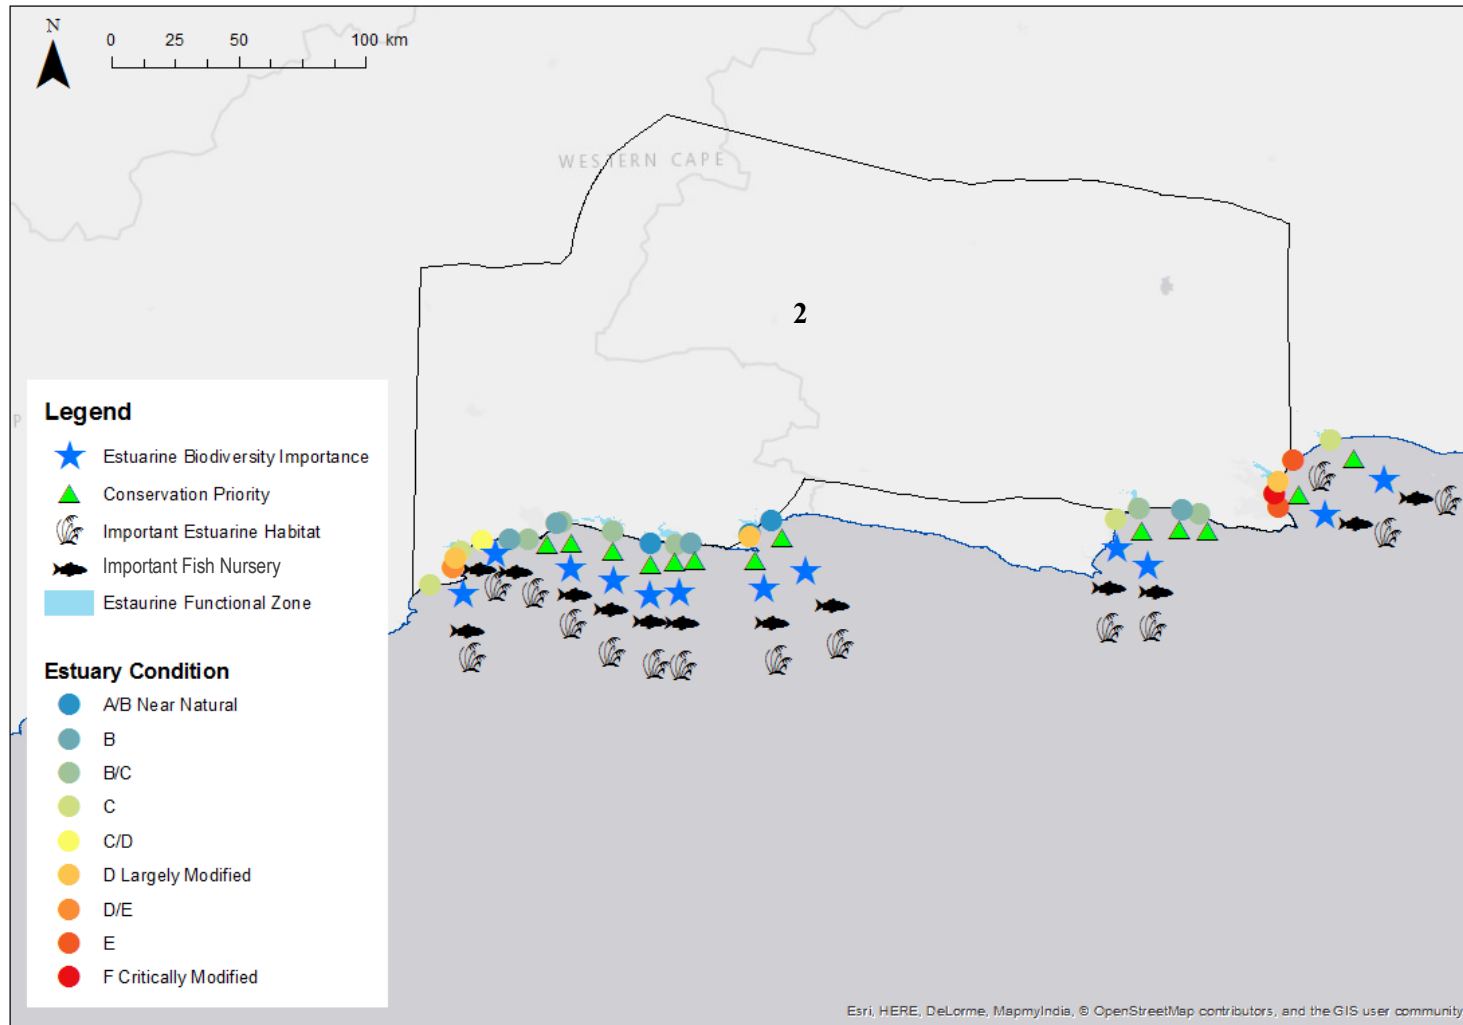 N
0 25 50 100 km
WESTERN CAPE
2
P
Legend
Estuarine Biodiversity Importance
Conservation Priority
Important Estuarine Habitat
Important Fish Nursery
Estaurine Functional Zone
Estuary Condition
A/B Near Natural
B
B/C
C
C/D
D Largely Modified
D/E
E
F Critically Modified
Esri, HERE, DeLorme, MapmyIndia, © OpenStreetMap contributors, and the GIS user community